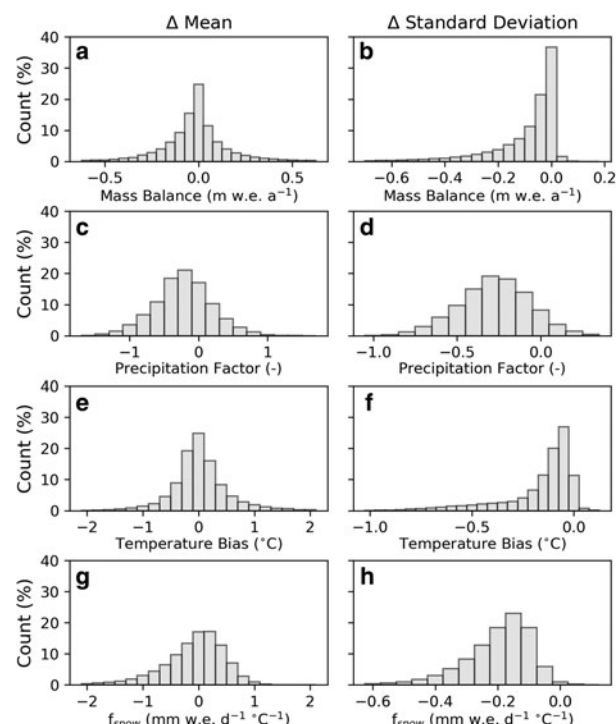 Δ Mean Δ Standard Deviation
a b
Count (%) 40 30 20 10 0
−0.5 0.0 0.5 −0.6 −0.4 −0.2 0.0 0.2
Mass Balance (m w.e. a⁻¹) Mass Balance (m w.e. a⁻¹)
c d
Count (%) 40 30 20 10 0
−1 0 1 −1.0 −0.5 0.0
Precipitation Factor (-) Precipitation Factor (-)
e f
Count (%) 40 30 20 10 0
−2 −1 0 1 2 −1.0 −0.5 0.0
Temperature Bias (°C) Temperature Bias (°C)
g h
Count (%) 40 30 20 10 0
−2 −1 0 1 2 −0.6 −0.4 −0.2 0.0
f_snow (mm w.e. d⁻¹ °C⁻¹) f_snow (mm w.e. d⁻¹ °C⁻¹)